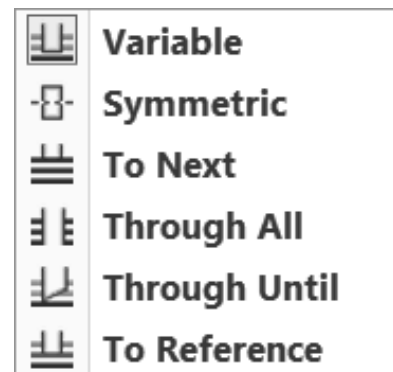 Variable
Symmetric
To Next
Through All
Through Until
To Reference